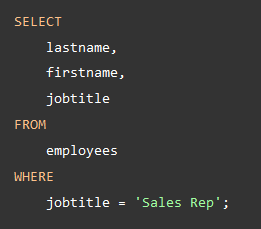 SELECT
    lastname,
    firstname,
    jobtitle
FROM
    employees
WHERE
    jobtitle = 'Sales Rep';